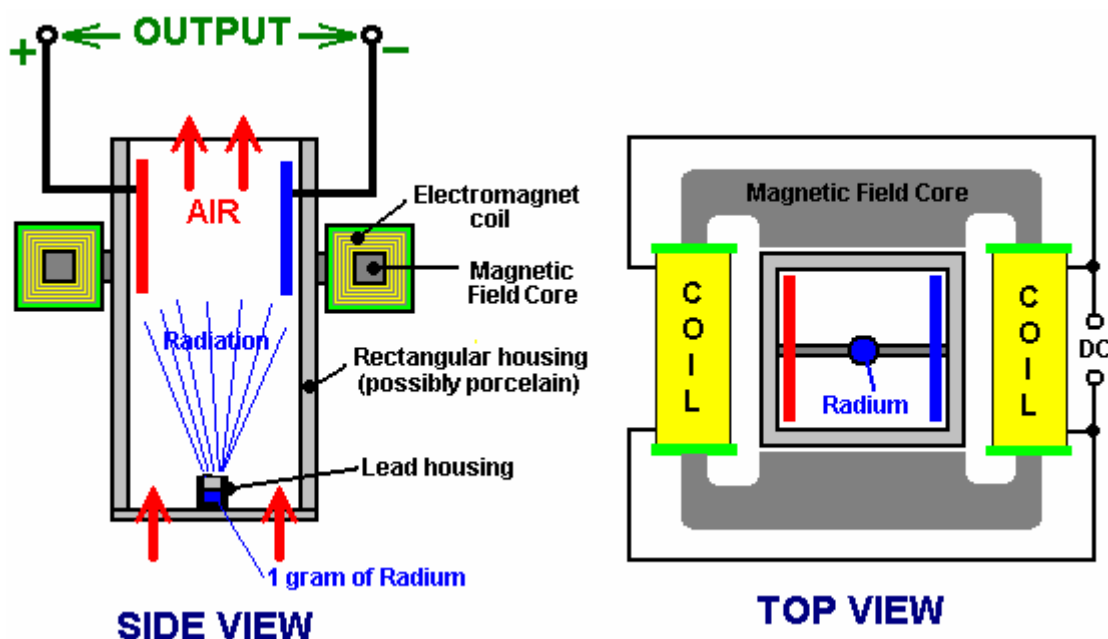 OUTPUT
+
−
AIR
Electromagnet
coil
Magnetic
Field Core
Radiation
Rectangular housing
(possibly porcelain)
Lead housing
1 gram of Radium
SIDE VIEW
Magnetic Field Core
COIL
COIL
DC
Radium
TOP VIEW